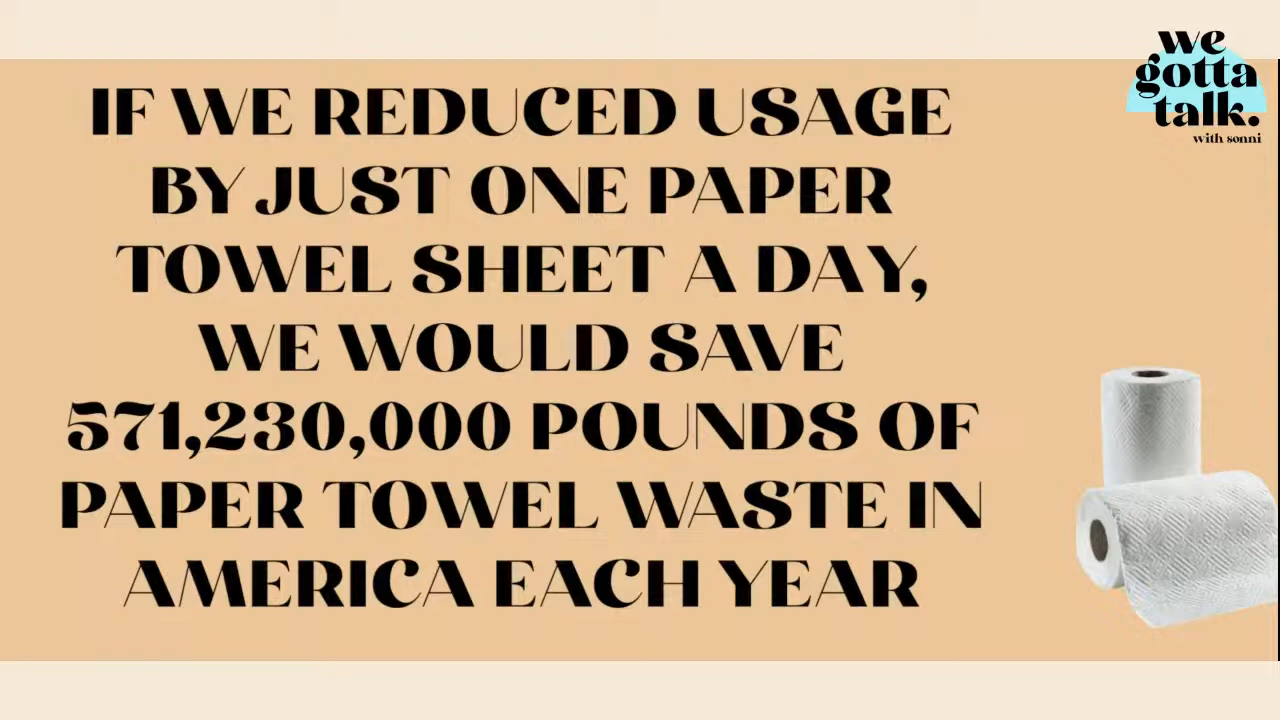 we
gotta
talk.
with sonni
IF WE REDUCED USAGE
BY JUST ONE PAPER
TOWEL SHEET A DAY,
WE WOULD SAVE
571,230,000 POUNDS OF
PAPER TOWEL WASTE IN
AMERICA EACH YEAR